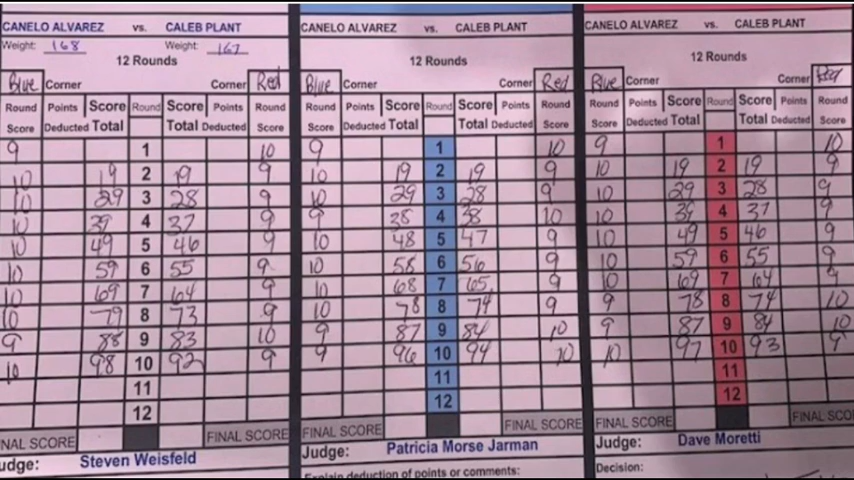 CANELO ALVAREZ vs. CALEB PLANT
Weight: 168 Weight: 167
12 Rounds
Blue Corner Corner Red
Round Points Score Round Score Points Round
Score Deducted Total Total Deducted Score
9 1 10
10 19 2 19 9
10 29 3 28 9
10 39 4 37 9
10 49 5 46 9
10 59 6 55 9
10 69 7 64 9
10 79 8 73 9
9 88 9 83 10
10 98 10 92 9
11
12
NAL SCORE FINAL SCORE
udge: Steven Weisfeld
CANELO ALVAREZ vs. CALEB PLANT
12 Rounds
Blue Corner Corner Red
Round Points Score Round Score Points Round
Score Deducted Total Total Deducted Score
9 1 10
10 19 2 19 9
10 29 3 28 9
9 38 4 38 10
10 48 5 47 9
10 58 6 56 9
10 68 7 65 9
10 78 8 74 9
9 87 9 84 10
9 96 10 94 10
11
12
FINAL SCORE FINAL SCORE
Judge: Patricia Morse Jarman
Explain deduction of points or comments:
CANELO ALVAREZ vs. CALEB PLANT
12 Rounds
Blue Corner Corner Red
Round Points Score Round Score Points Round
Score Deducted Total Total Deducted Score
9 1 10
10 19 2 19 9
10 29 3 28 9
10 39 4 37 9
10 49 5 46 9
10 59 6 55 9
10 69 7 64 9
9 78 8 74 10
9 87 9 84 10
10 97 10 93 9
11
12
FINAL SCORE FINAL SCO
Judge: Dave Moretti
Decision: